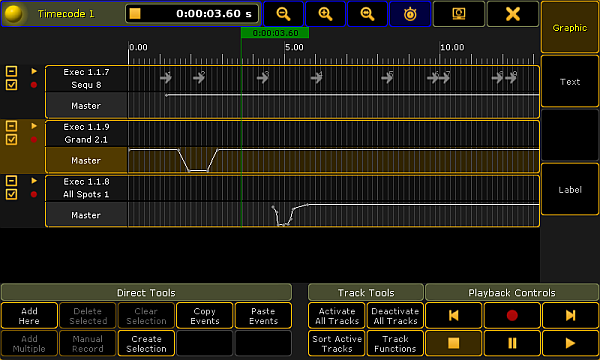 Timecode 1
0:00:03.60 s
Graphic
0:00:03.60
0.00
5.00
10.00
Exec 1.1.7
Sequ 8
Master
Text
Exec 1.1.9
Grand 2.1
Master
Exec 1.1.8
All Spots 1
Master
Label
Direct Tools
Track Tools
Playback Controls
Add Here
Delete Selected
Clear Selection
Copy Events
Paste Events
Activate All Tracks
Deactivate All Tracks
Add Multiple
Manual Record
Create Selection
Sort Active Tracks
Track Functions